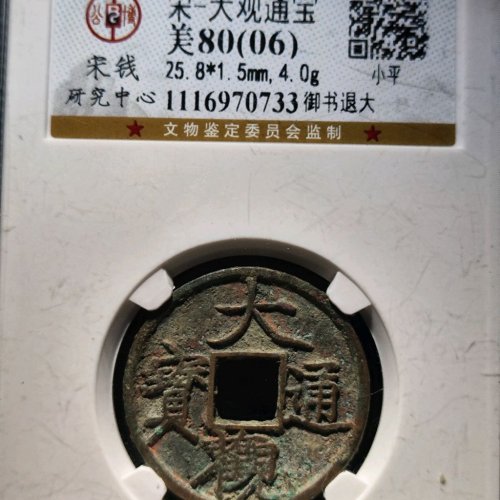 宋-大观通宝
美80(06)
宋钱 25.8*1.5mm,4.0g 小平
研究中心 1116970733 御书退大
★ 文物鉴定委员会监制 ★
大
寳 通
觀